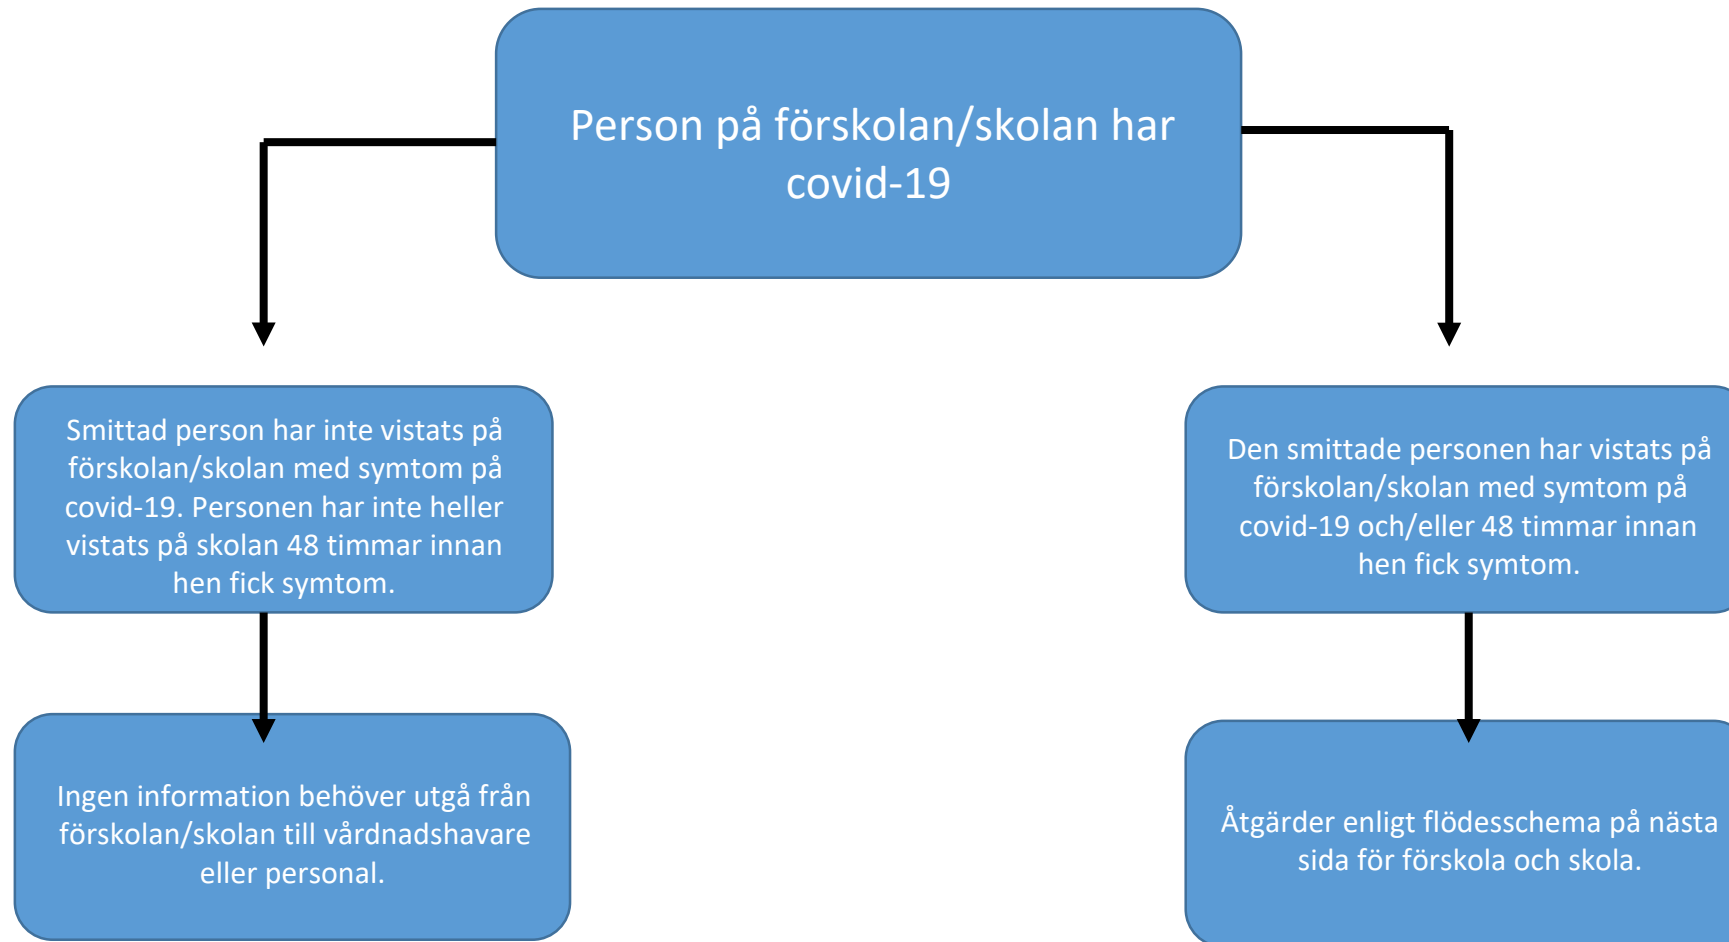 Person på förskolan/skolan har
covid-19
Smittad person har inte vistats på
förskolan/skolan med symtom på
covid-19. Personen har inte heller
vistats på skolan 48 timmar innan
hen fick symtom.
Den smittade personen har vistats på
förskolan/skolan med symtom på
covid-19 och/eller 48 timmar innan
hen fick symtom.
Ingen information behöver utgå från
förskolan/skolan till vårdnadshavare
eller personal.
Åtgärder enligt flödesschema på nästa
sida för förskola och skola.